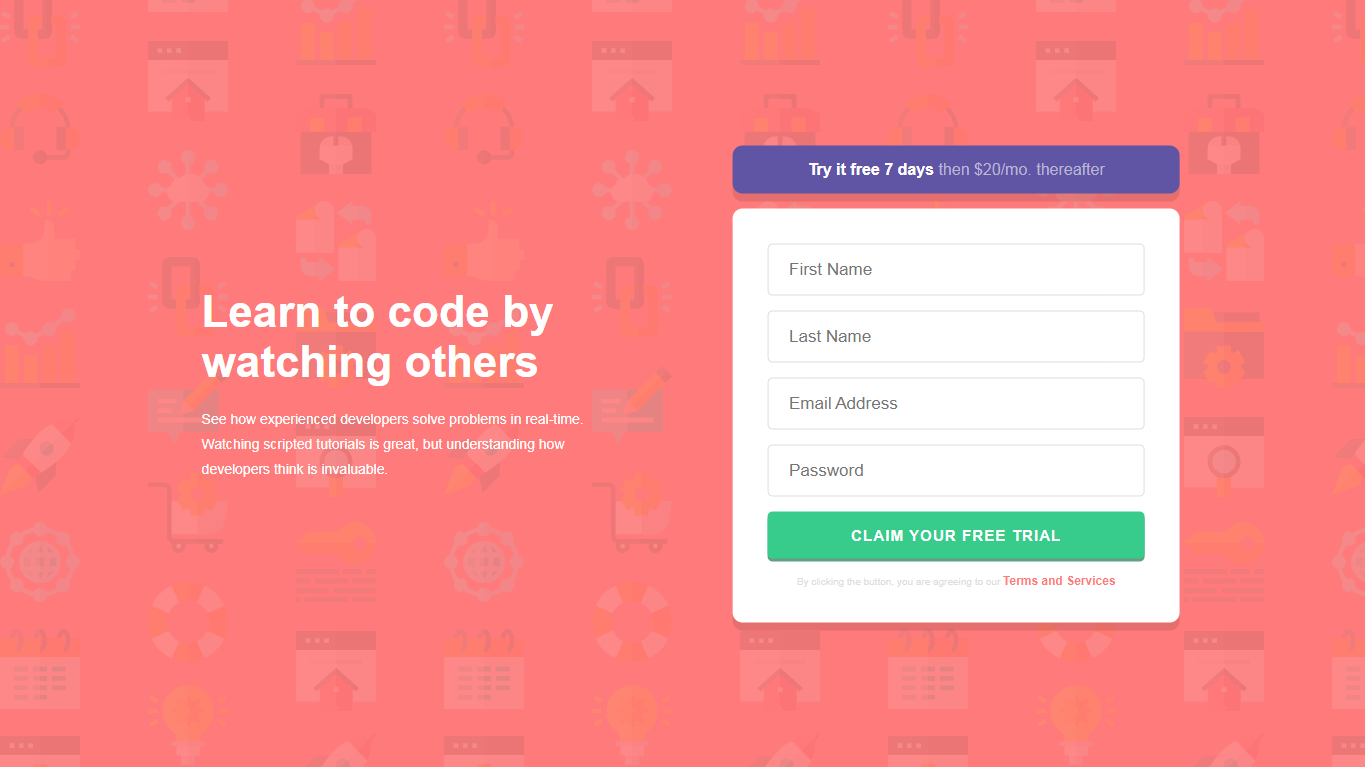 Learn to code by
watching others
See how experienced developers solve problems in real-time.
Watching scripted tutorials is great, but understanding how
developers think is invaluable.
Try it free 7 days then $20/mo. thereafter
First Name
Last Name
Email Address
Password
CLAIM YOUR FREE TRIAL
By clicking the button, you are agreeing to our Terms and Services